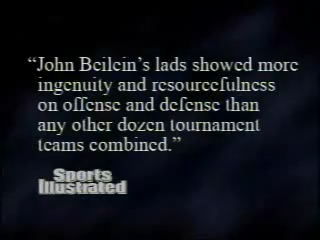 “John Beilein’s lads showed more
ingenuity and resourcefulness
on offense and defense than
any other dozen tournament
teams combined.”
Sports
Illustrated